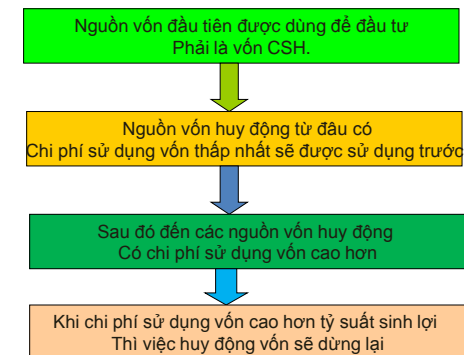 Nguồn vốn đầu tiên được dùng để đầu tư
Phải là vốn CSH.
Nguồn vốn huy động từ đâu có
Chi phí sử dụng vốn thấp nhất sẽ được sử dụng trước
Sau đó đến các nguồn vốn huy động
Có chi phí sử dụng vốn cao hơn
Khi chi phí sử dụng vốn cao hơn tỷ suất sinh lợi
Thì việc huy động vốn sẽ dừng lại